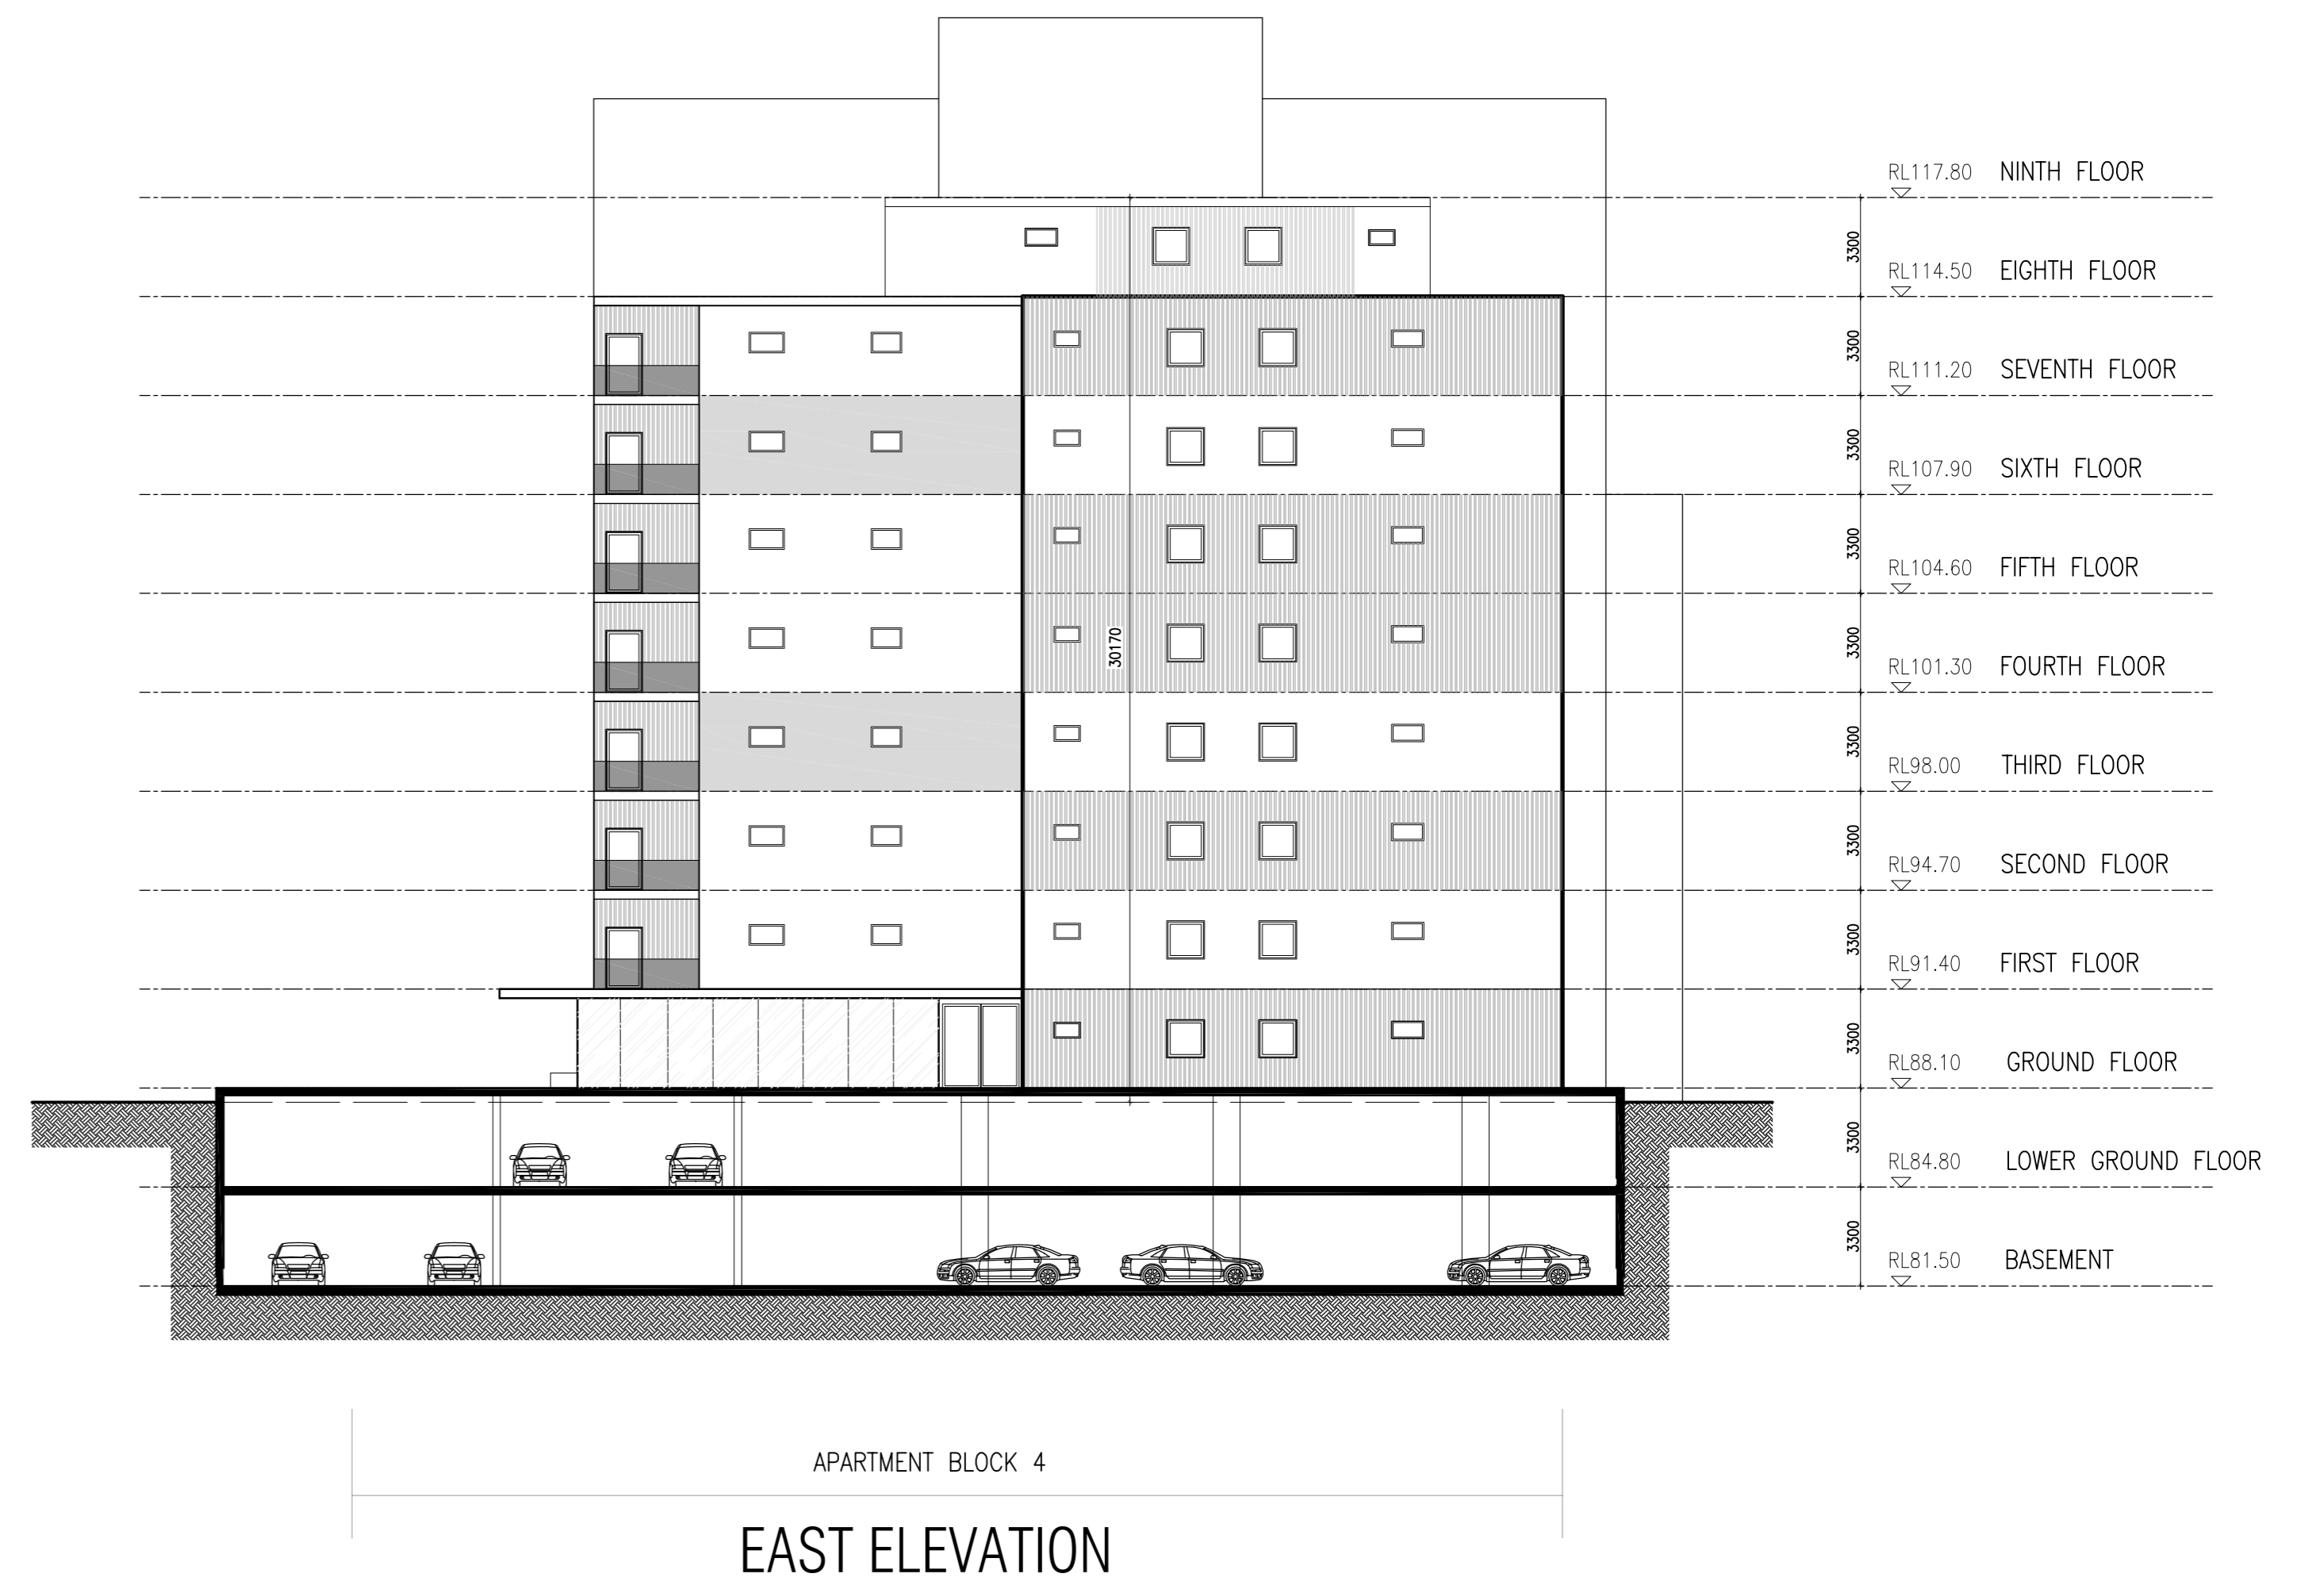 RL117.80 NINTH FLOOR
3300
RL114.50 EIGHTH FLOOR
3300
RL111.20 SEVENTH FLOOR
3300
RL107.90 SIXTH FLOOR
3300
RL104.60 FIFTH FLOOR
30170
3300
RL101.30 FOURTH FLOOR
3300
RL98.00 THIRD FLOOR
3300
RL94.70 SECOND FLOOR
3300
RL91.40 FIRST FLOOR
3300
RL88.10 GROUND FLOOR
3300
RL84.80 LOWER GROUND FLOOR
3300
RL81.50 BASEMENT
APARTMENT BLOCK 4
EAST ELEVATION